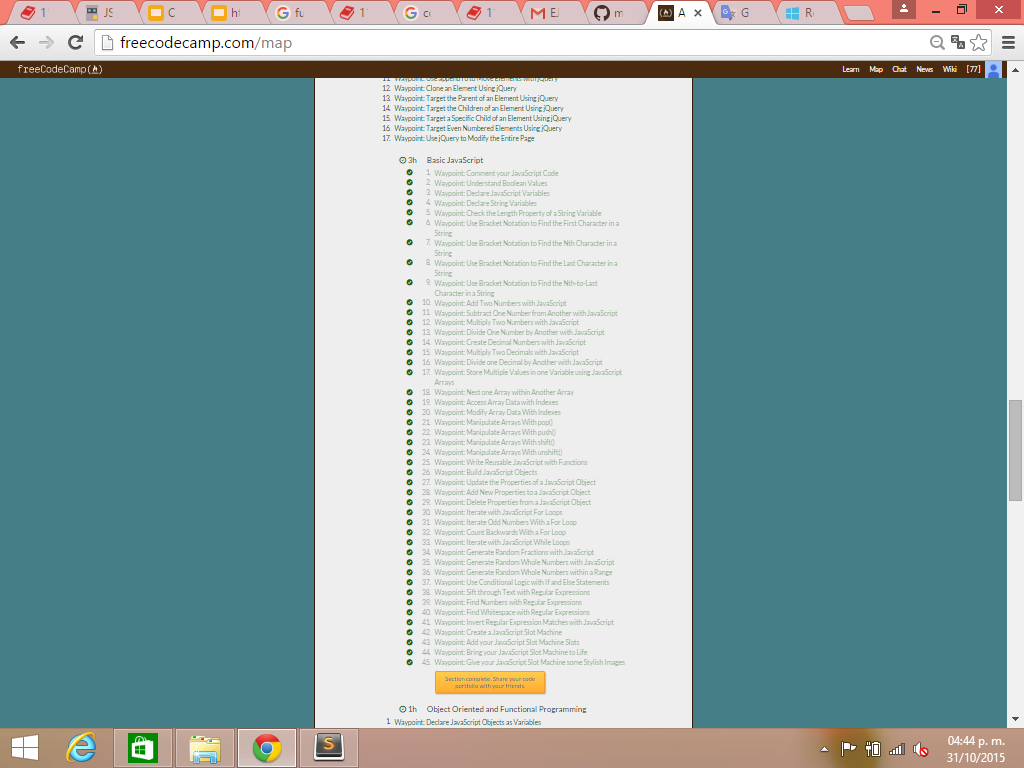 1
JS
C
ht
fu
1
co
1
EJ
m
A
G
R
freecodecamp.com/map
freeCodeCamp
Learn Map Chat News Wiki [77]
11. Waypoint: Use appendTo to Move Elements with jQuery
12. Waypoint: Clone an Element Using jQuery
13. Waypoint: Target the Parent of an Element Using jQuery
14. Waypoint: Target the Children of an Element Using jQuery
15. Waypoint: Target a Specific Child of an Element Using jQuery
16. Waypoint: Target Even Numbered Elements Using jQuery
17. Waypoint: Use jQuery to Modify the Entire Page
3h Basic JavaScript
1. Waypoint: Comment your JavaScript Code
2. Waypoint: Understand Boolean Values
3. Waypoint: Declare JavaScript Variables
4. Waypoint: Declare String Variables
5. Waypoint: Check the Length Property of a String Variable
6. Waypoint: Use Bracket Notation to Find the First Character in a
String
7. Waypoint: Use Bracket Notation to Find the Nth Character in a
String
8. Waypoint: Use Bracket Notation to Find the Last Character in a
String
9. Waypoint: Use Bracket Notation to Find the Nth-to-Last
Character in a String
10. Waypoint: Add Two Numbers with JavaScript
11. Waypoint: Subtract One Number from Another with JavaScript
12. Waypoint: Multiply Two Numbers with JavaScript
13. Waypoint: Divide One Number by Another with JavaScript
14. Waypoint: Create Decimal Numbers with JavaScript
15. Waypoint: Multiply Two Decimals with JavaScript
16. Waypoint: Divide one Decimal by Another with JavaScript
17. Waypoint: Store Multiple Values in one Variable using JavaScript
Arrays
18. Waypoint: Nest one Array within Another Array
19. Waypoint: Access Array Data with Indexes
20. Waypoint: Modify Array Data With Indexes
21. Waypoint: Manipulate Arrays With pop()
22. Waypoint: Manipulate Arrays With push()
23. Waypoint: Manipulate Arrays With shift()
24. Waypoint: Manipulate Arrays With unshift()
25. Waypoint: Write Reusable JavaScript with Functions
26. Waypoint: Build JavaScript Objects
27. Waypoint: Update the Properties of a JavaScript Object
28. Waypoint: Add New Properties to a JavaScript Object
29. Waypoint: Delete Properties from a JavaScript Object
30. Waypoint: Iterate with JavaScript For Loops
31. Waypoint: Iterate Odd Numbers With a For Loop
32. Waypoint: Count Backwards With a For Loop
33. Waypoint: Iterate with JavaScript While Loops
34. Waypoint: Generate Random Fractions with JavaScript
35. Waypoint: Generate Random Whole Numbers with JavaScript
36. Waypoint: Generate Random Whole Numbers within a Range
37. Waypoint: Use Conditional Logic with If and Else Statements
38. Waypoint: Sift through Text with Regular Expressions
39. Waypoint: Find Numbers with Regular Expressions
40. Waypoint: Find Whitespace with Regular Expressions
41. Waypoint: Invert Regular Expression Matches with JavaScript
42. Waypoint: Create a JavaScript Slot Machine
43. Waypoint: Add your JavaScript Slot Machine Slots
44. Waypoint: Bring your JavaScript Slot Machine to Life
45. Waypoint: Give your JavaScript Slot Machine some Stylish Images
Section complete. Share your code
portfolio with your friends.
1h Object Oriented and Functional Programming
1 Waypoint: Declare JavaScript Objects as Variables
04:44 p. m.
31/10/2015